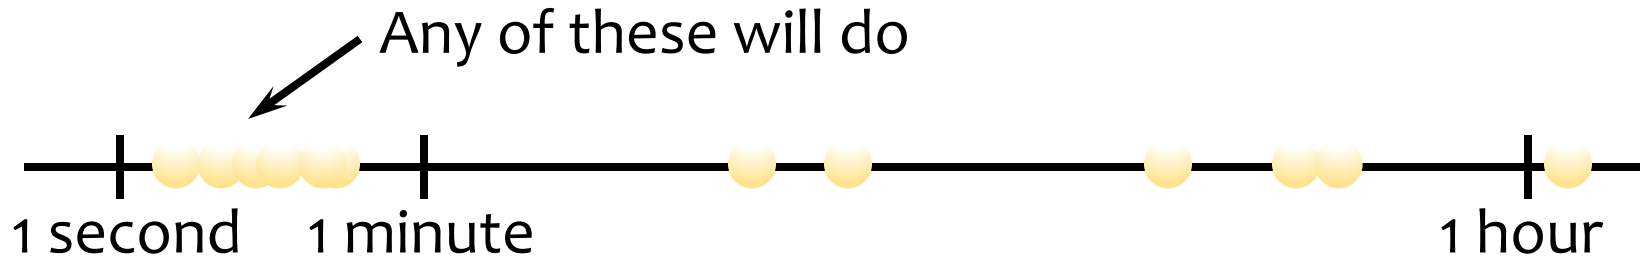 Any of these will do
1 second 1 minute 1 hour